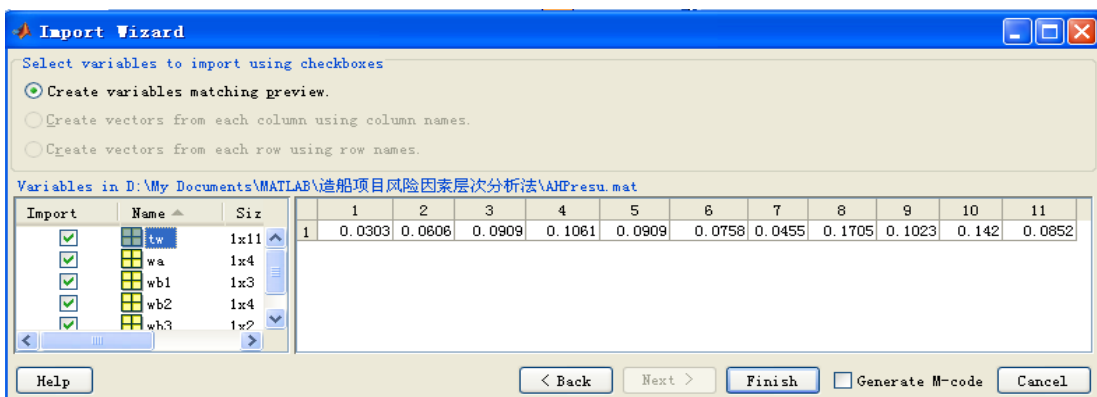 Import Wizard
Select variables to import using checkboxes
Create variables matching preview.
Create vectors from each column using column names.
Create vectors from each row using row names.
Variables in D:\My Documents\MATLAB\造船项目风险因素层次分析法\AHPresu.mat
Import Name Siz 1 2 3 4 5 6 7 8 9 10 11
tw 1x11 1 0.0303 0.0606 0.0909 0.1061 0.0909 0.0758 0.0455 0.1705 0.1023 0.142 0.0852
wa 1x4
wb1 1x3
wb2 1x4
wb3 1x2
Help < Back Next > Finish Generate M-code Cancel